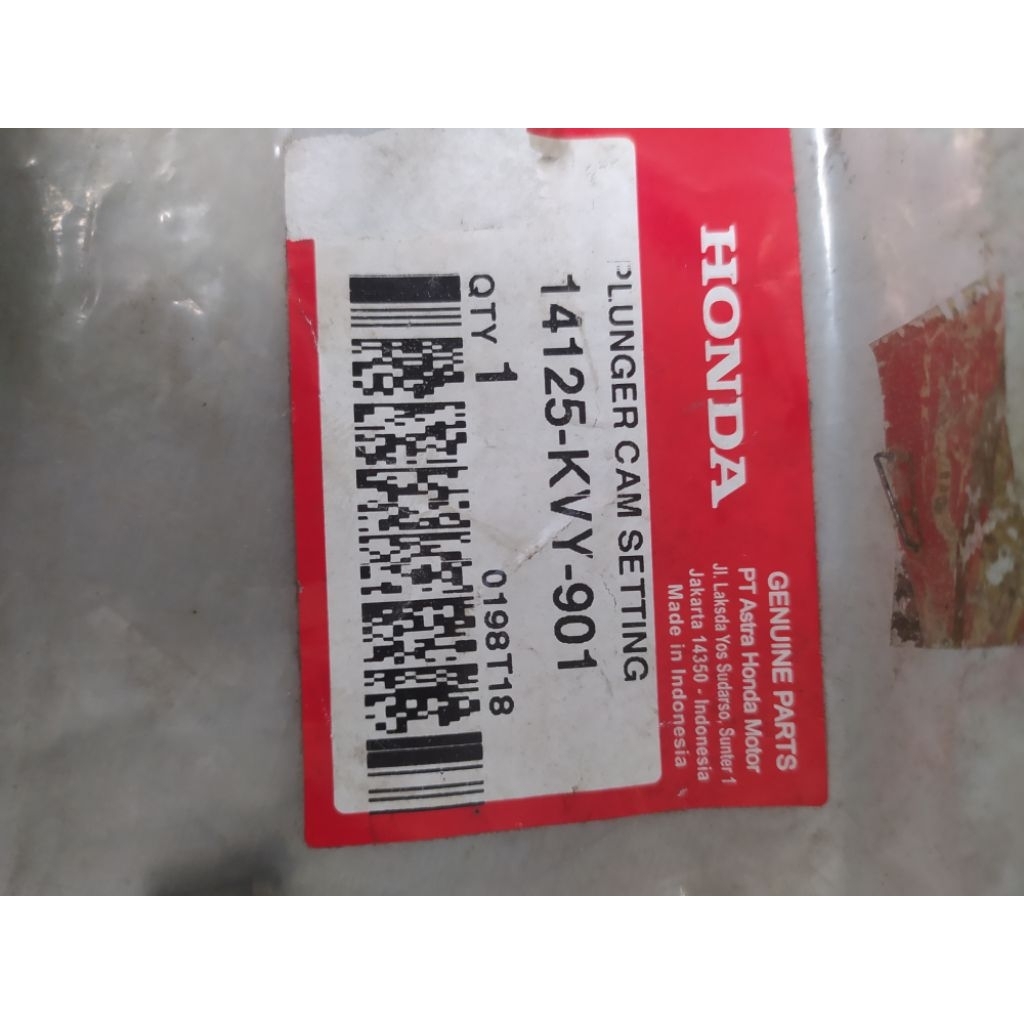 HONDA
GENUINE PARTS
PT Astra Honda Motor
Jl. Laksda Yos Sudarso, Sunter 1
Jakarta 14350 - Indonesia
Made in Indonesia
PLUNGER CAM SETTING
14125-KVY-901
QTY 1
0198T18